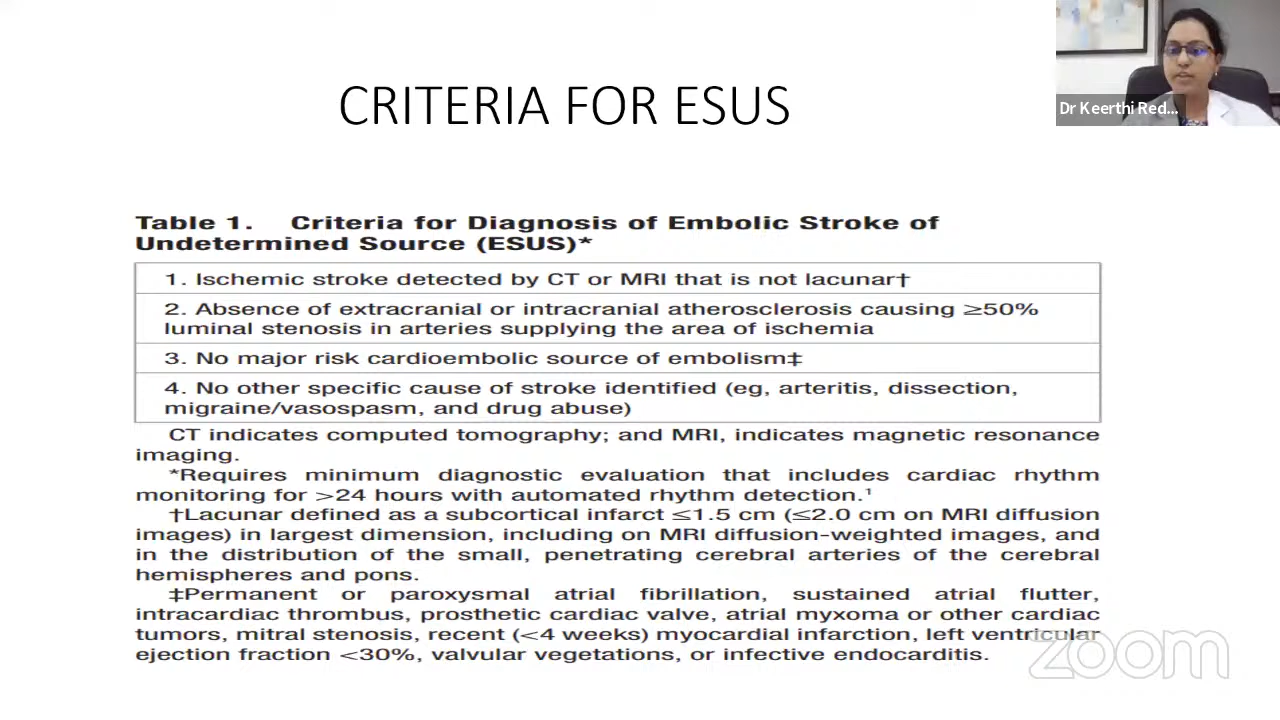 CRITERIA FOR ESUS
Dr Keerthi Red...
Table 1. Criteria for Diagnosis of Embolic Stroke of
Undetermined Source (ESUS)*
1. Ischemic stroke detected by CT or MRI that is not lacunar†
2. Absence of extracranial or intracranial atherosclerosis causing ≥50%
luminal stenosis in arteries supplying the area of ischemia
3. No major risk cardioembolic source of embolism‡
4. No other specific cause of stroke identified (eg, arteritis, dissection,
migraine/vasospasm, and drug abuse)
CT indicates computed tomography; and MRI, indicates magnetic resonance
imaging.
*Requires minimum diagnostic evaluation that includes cardiac rhythm
monitoring for >24 hours with automated rhythm detection.¹
†Lacunar defined as a subcortical infarct ≤1.5 cm (≤2.0 cm on MRI diffusion
images) in largest dimension, including on MRI diffusion-weighted images, and
in the distribution of the small, penetrating cerebral arteries of the cerebral
hemispheres and pons.
‡Permanent or paroxysmal atrial fibrillation, sustained atrial flutter,
intracardiac thrombus, prosthetic cardiac valve, atrial myxoma or other cardiac
tumors, mitral stenosis, recent (<4 weeks) myocardial infarction, left ventricular
ejection fraction <30%, valvular vegetations, or infective endocarditis.
zoom